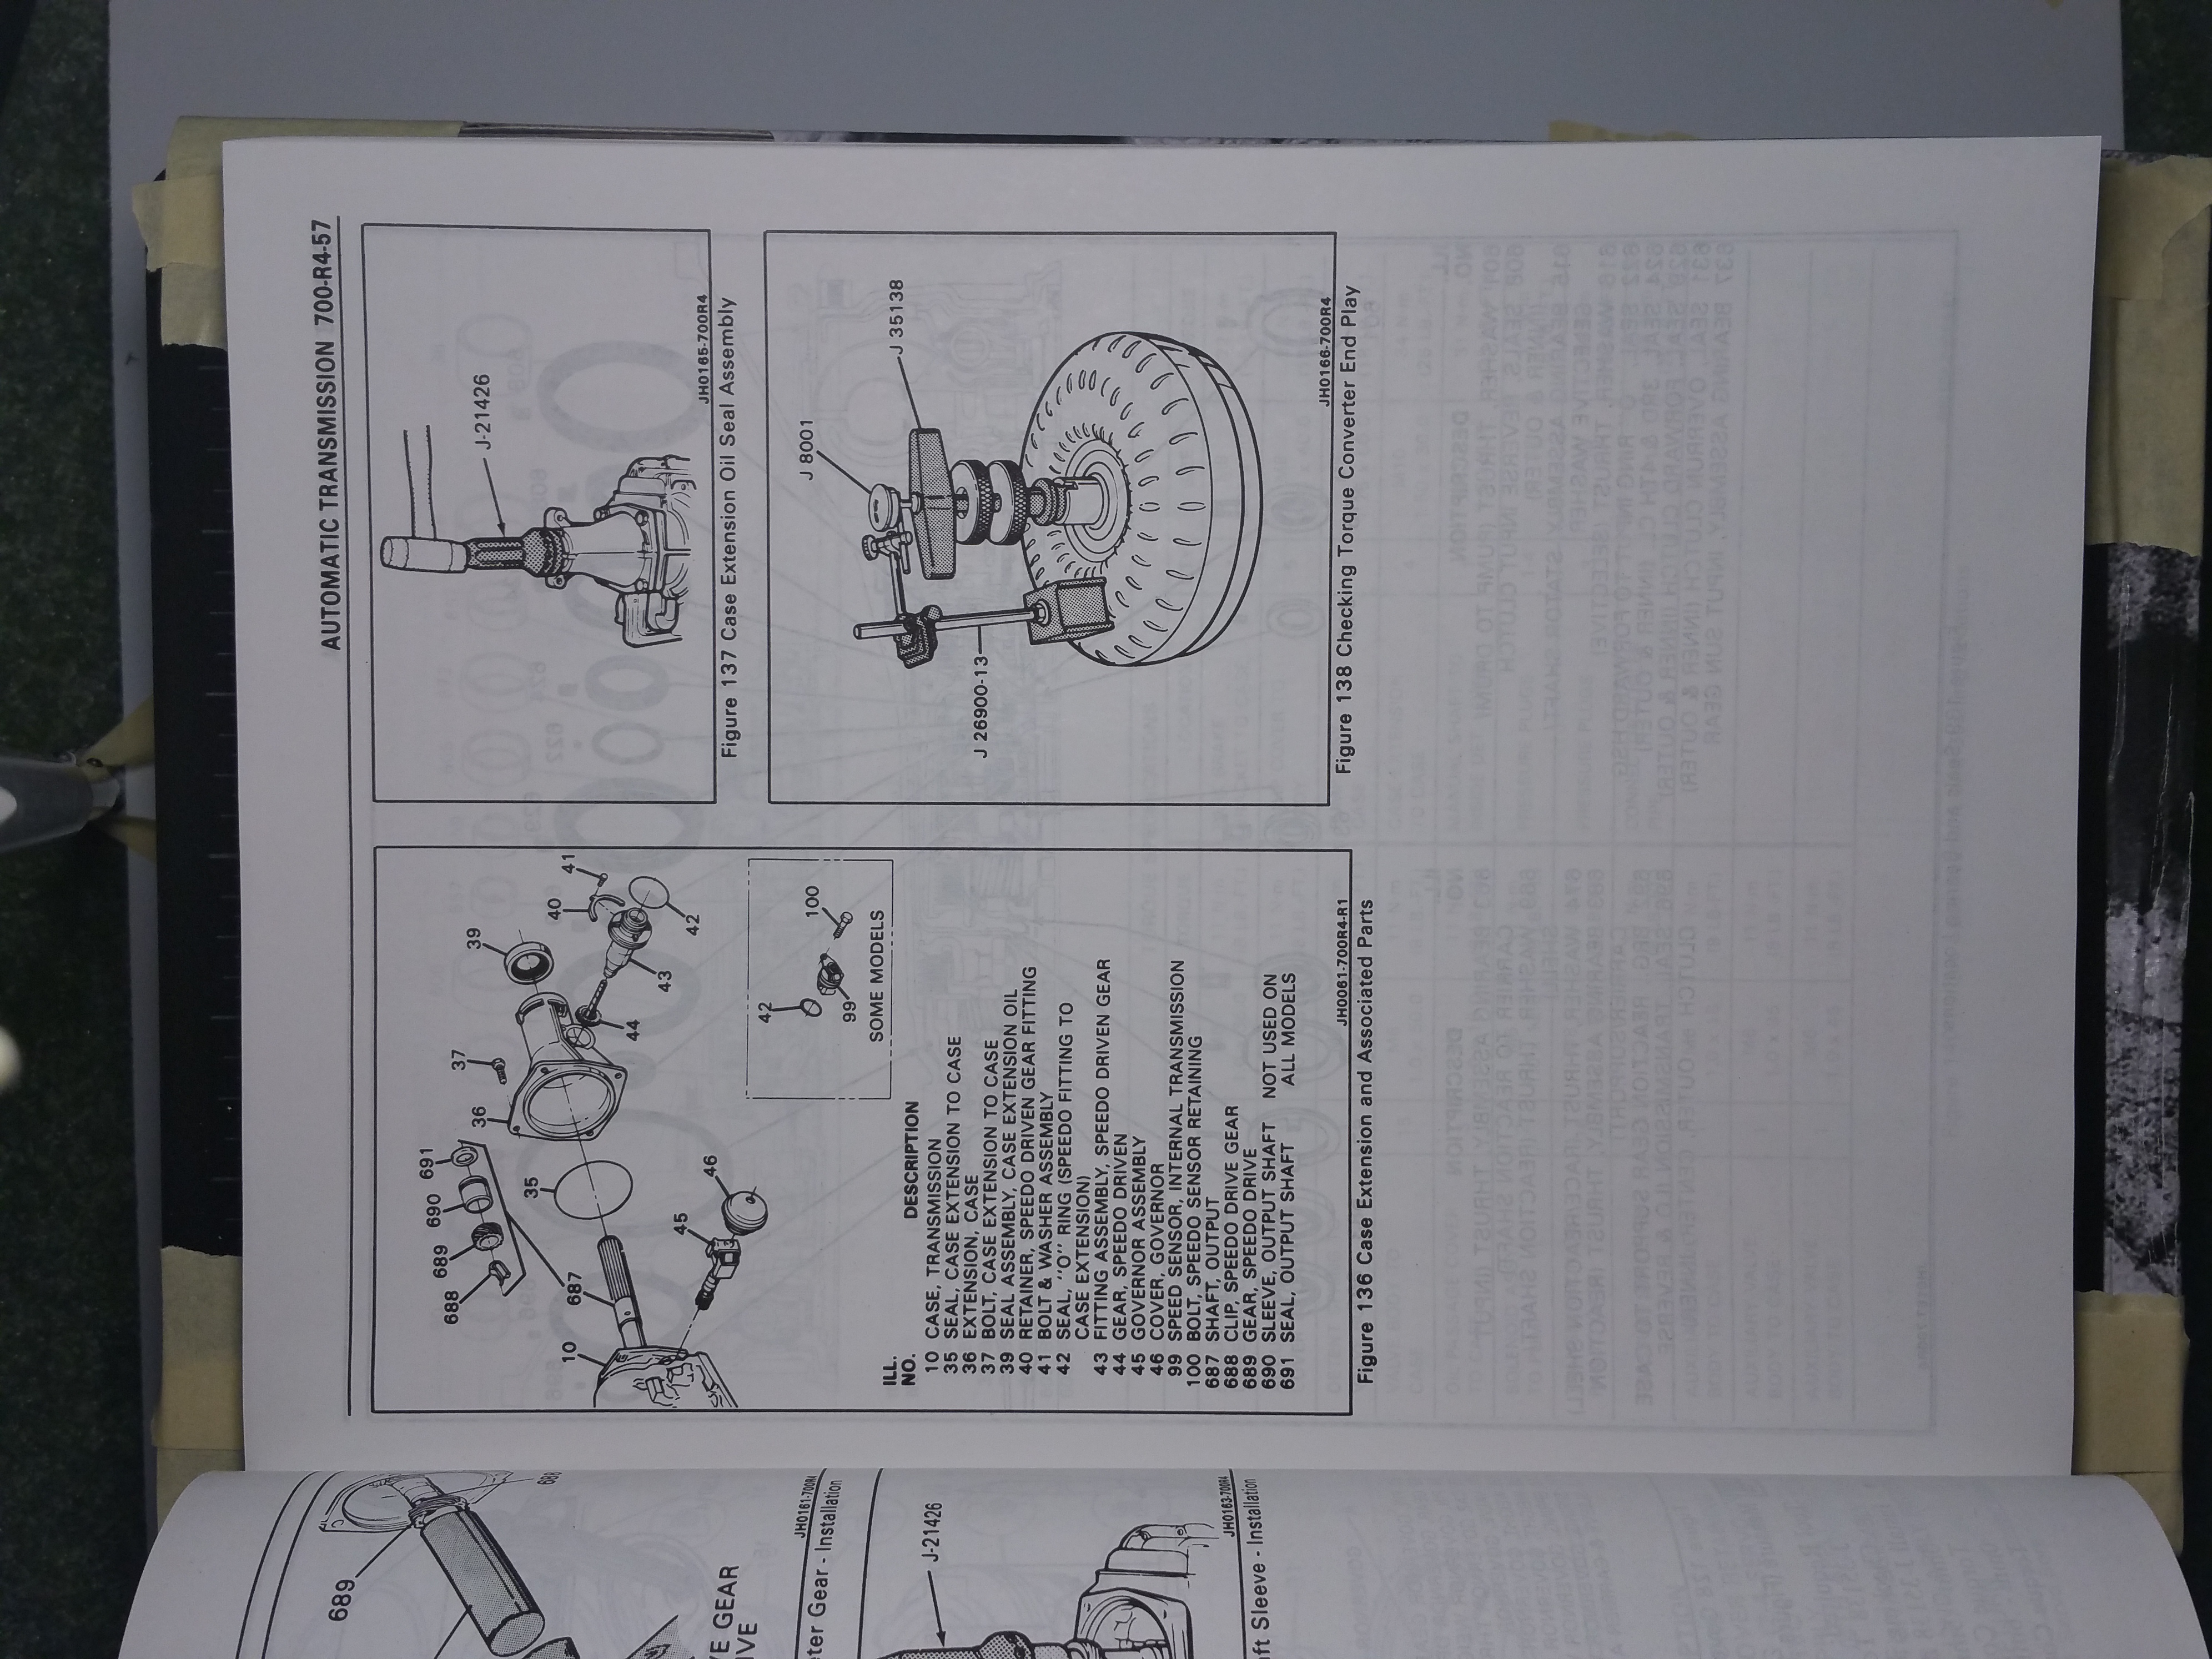 AUTOMATIC TRANSMISSION 700-R4-57
39
40
41
37
36
42
43
44
691
690
689
688
35
687
10
46
45
42
100
99
SOME MODELS
ILL.
NO. DESCRIPTION
10 CASE, TRANSMISSION
35 SEAL, CASE EXTENSION TO CASE
36 EXTENSION, CASE
37 BOLT, CASE EXTENSION TO CASE
39 SEAL ASSEMBLY, CASE EXTENSION OIL
40 RETAINER, SPEEDO DRIVEN GEAR FITTING
41 BOLT & WASHER ASSEMBLY
42 SEAL, "O" RING (SPEEDO FITTING TO
CASE EXTENSION)
43 FITTING ASSEMBLY, SPEEDO DRIVEN GEAR
44 GEAR, SPEEDO DRIVEN
45 GOVERNOR ASSEMBLY
46 COVER, GOVERNOR
99 SPEED SENSOR, INTERNAL TRANSMISSION
100 BOLT, SPEEDO SENSOR RETAINING
687 SHAFT, OUTPUT
688 CLIP, SPEEDO DRIVE GEAR
689 GEAR, SPEEDO DRIVE
690 SLEEVE, OUTPUT SHAFT NOT USED ON
691 SEAL, OUTPUT SHAFT ALL MODELS
JH0061-700R4-R1
Figure 136 Case Extension and Associated Parts
J-21426
JH0165-700R4
Figure 137 Case Extension Oil Seal Assembly
J 8001
J 35138
J 26900-13
JH0166-700R4
Figure 138 Checking Torque Converter End Play
688
689
VE GEAR
IVE
JH0161-700R4
eter Gear - Installation
J-21426
JH0163-700R4
ft Sleeve - Installation